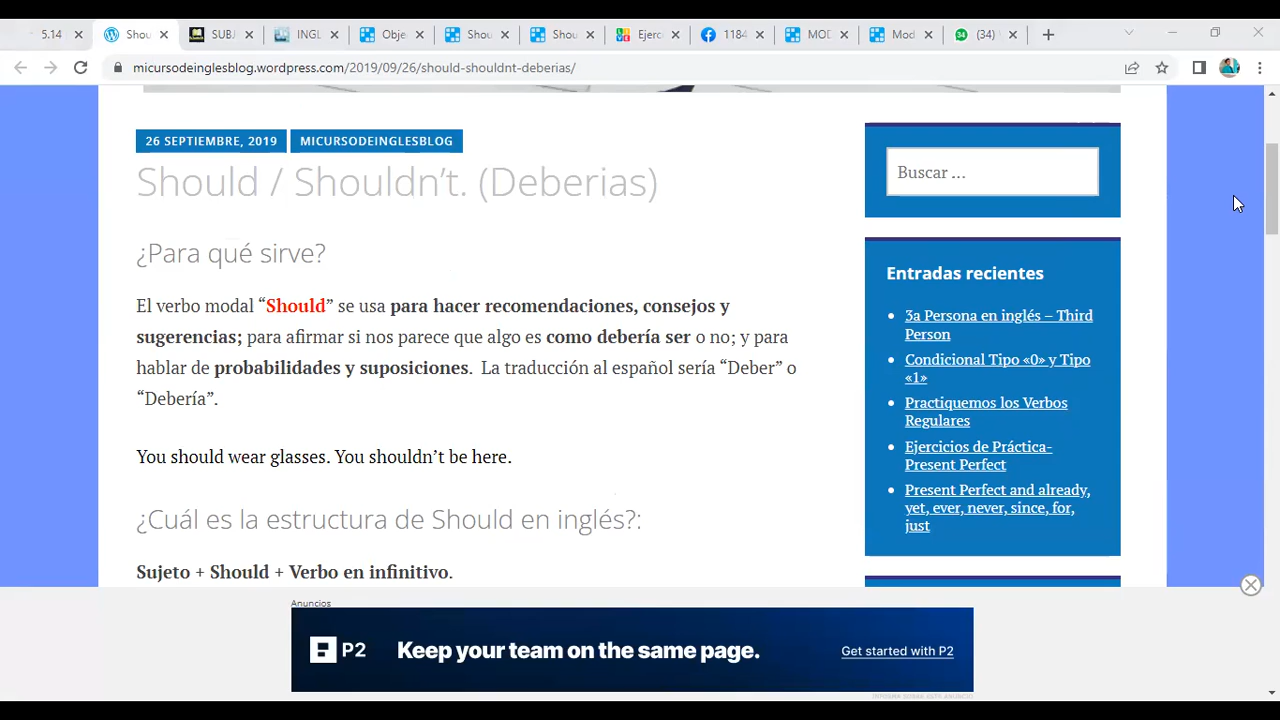 5.14
Shou
SUBJ
INGL
Obje
Shou
Shou
Ejerc
1184
MOD
Mod
(34)
micursodeinglesblog.wordpress.com/2019/09/26/should-shouldnt-deberias/
26 SEPTIEMBRE, 2019
MICURSODEINGLESBLOG
Should / Shouldn't. (Deberias)
¿Para qué sirve?
El verbo modal “Should” se usa para hacer recomendaciones, consejos y
sugerencias; para afirmar si nos parece que algo es como debería ser o no; y para
hablar de probabilidades y suposiciones. La traducción al español sería “Deber” o
“Debería”.
You should wear glasses. You shouldn’t be here.
¿Cuál es la estructura de Should en inglés?:
Sujeto + Should + Verbo en infinitivo.
Buscar …
Entradas recientes
3a Persona en inglés – Third
Person
Condicional Tipo «0» y Tipo
«1»
Practiquemos los Verbos
Regulares
Ejercicios de Práctica-
Present Perfect
Present Perfect and already,
yet, ever, never, since, for,
just
Anuncios
P2
Keep your team on the same page.
Get started with P2